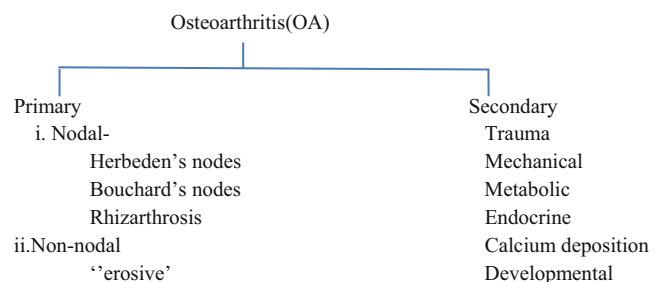 Osteoarthritis(OA)
Primary
i. Nodal-
Herbeden's nodes
Bouchard's nodes
Rhizarthrosis
ii.Non-nodal
‘’erosive’
Secondary
Trauma
Mechanical
Metabolic
Endocrine
Calcium deposition
Developmental